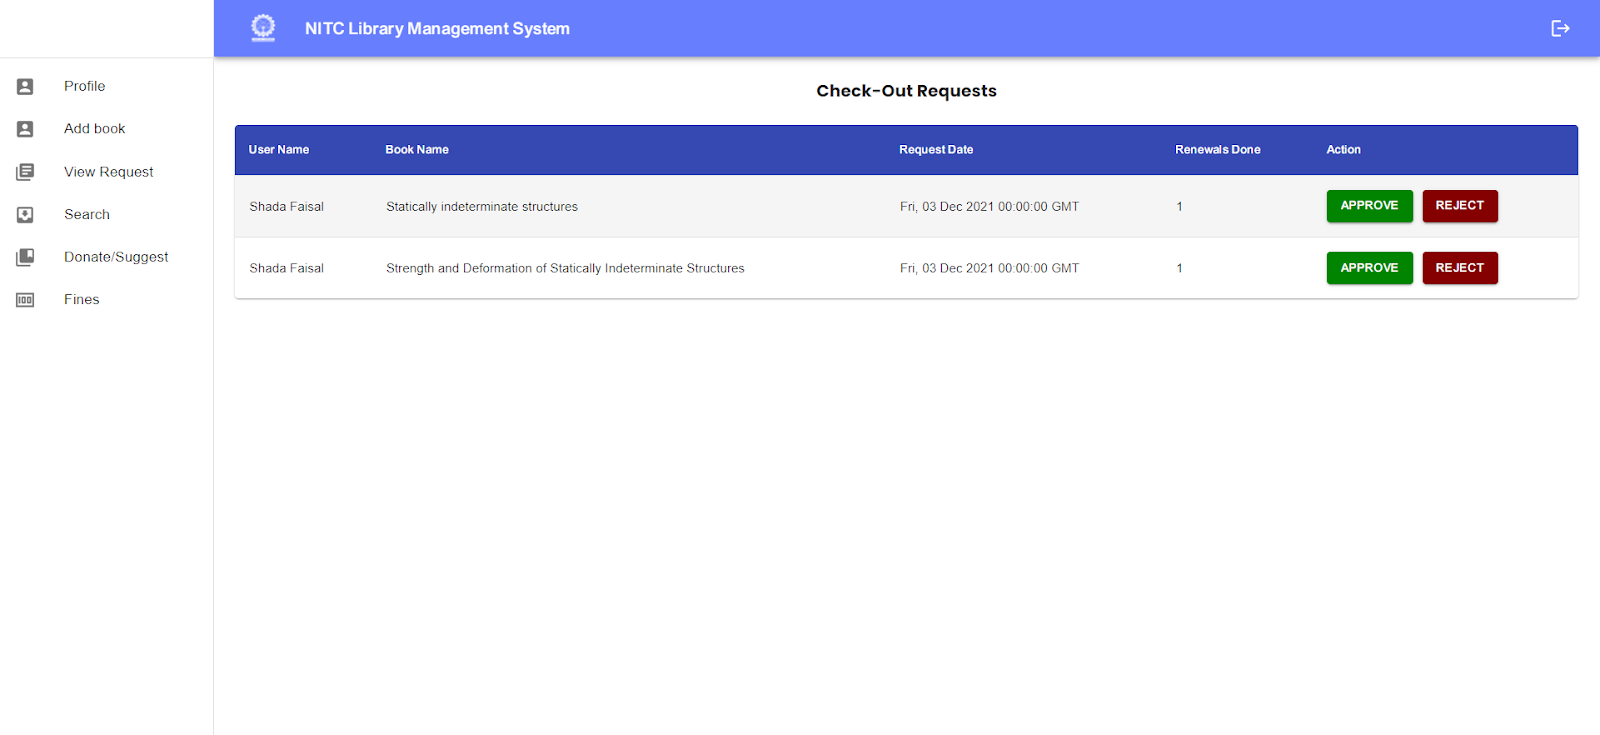 NITC Library Management System
Profile
Add book
View Request
Search
Donate/Suggest
Fines
Check-Out Requests
User Name Book Name Request Date Renewals Done Action
Shada Faisal Statically indeterminate structures Fri, 03 Dec 2021 00:00:00 GMT 1 APPROVE REJECT
Shada Faisal Strength and Deformation of Statically Indeterminate Structures Fri, 03 Dec 2021 00:00:00 GMT 1 APPROVE REJECT